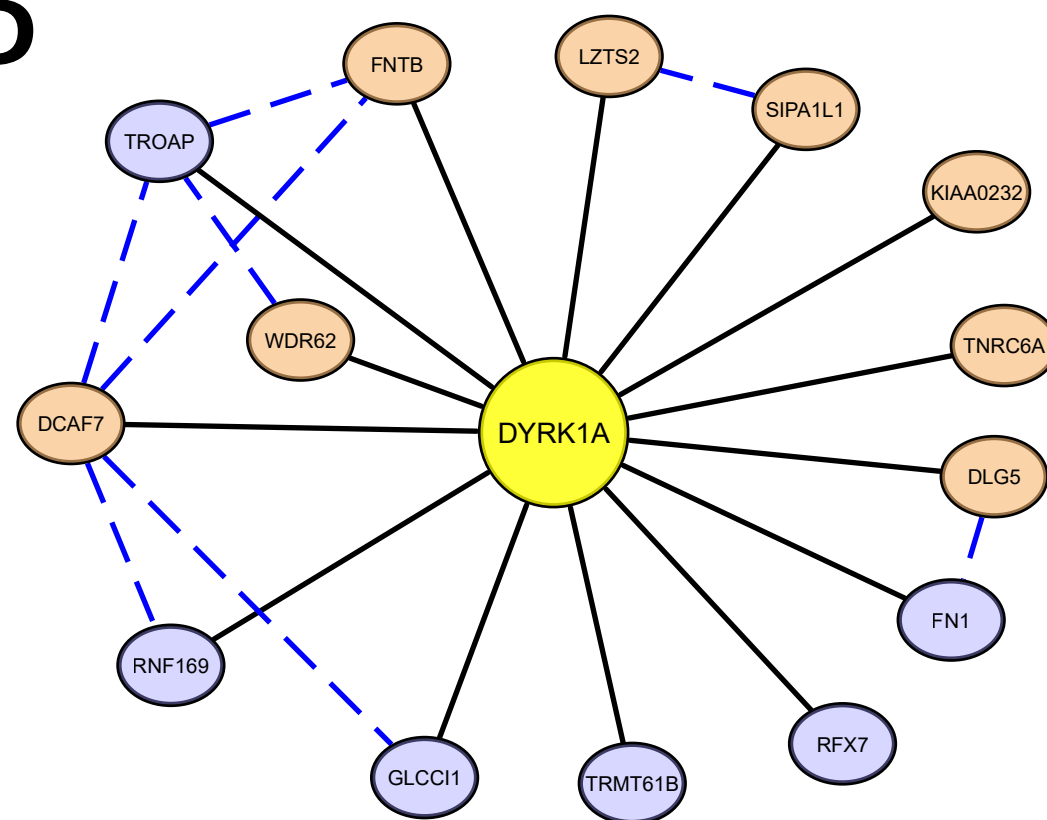 D
FNTB
LZTS2
SIPA1L1
TROAP
KIAA0232
WDR62
TNRC6A
DCAF7
DYRK1A
DLG5
FN1
RNF169
RFX7
GLCCI1
TRMT61B